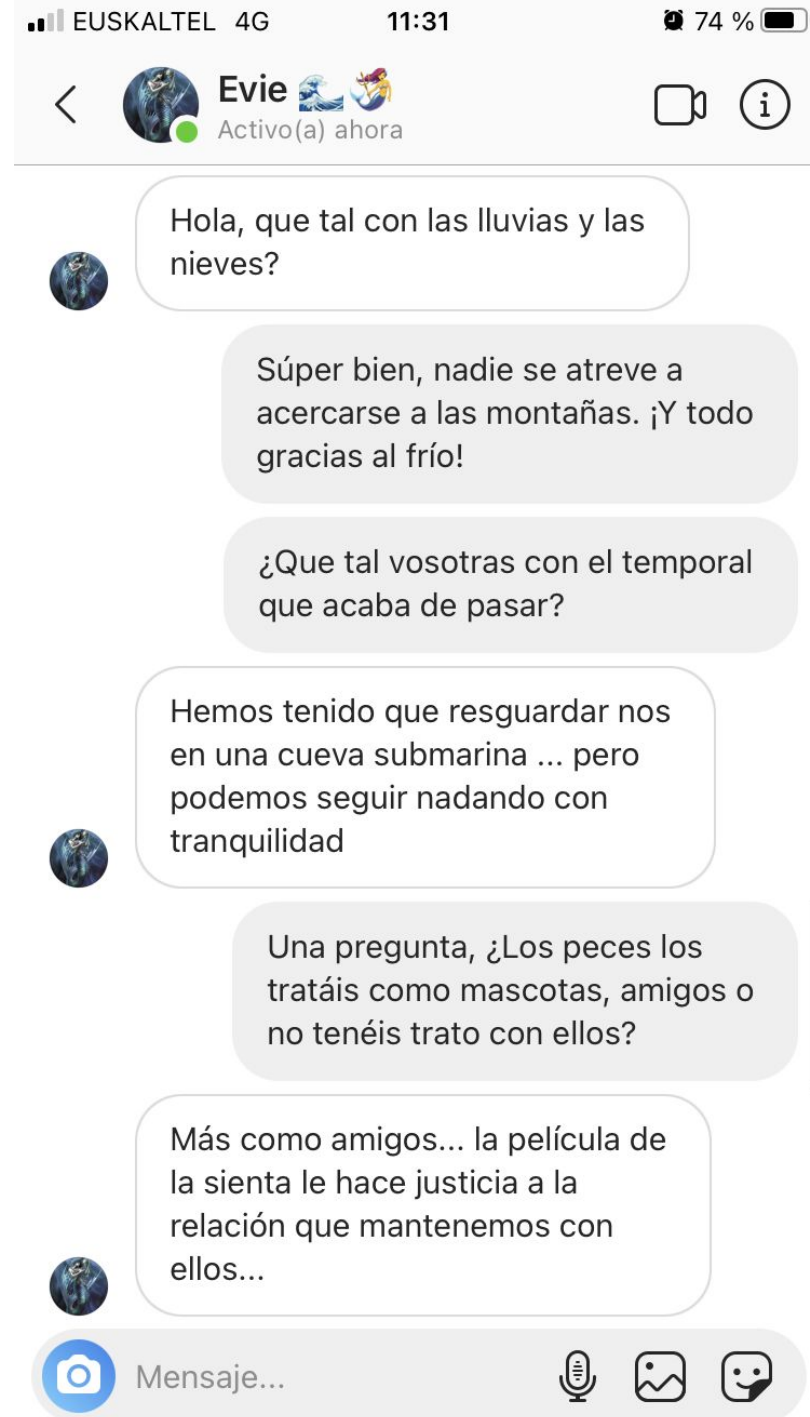 EUSKALTEL 4G 11:31 74 %
Evie 🌊🧜‍♀️
Activo(a) ahora
Hola, que tal con las lluvias y las
nieves?
Súper bien, nadie se atreve a
acercarse a las montañas. ¡Y todo
gracias al frío!
¿Que tal vosotras con el temporal
que acaba de pasar?
Hemos tenido que resguardar nos
en una cueva submarina ... pero
podemos seguir nadando con
tranquilidad
Una pregunta, ¿Los peces los
tratáis como mascotas, amigos o
no tenéis trato con ellos?
Más como amigos... la película de
la sienta le hace justicia a la
relación que mantenemos con
ellos...
Mensaje...